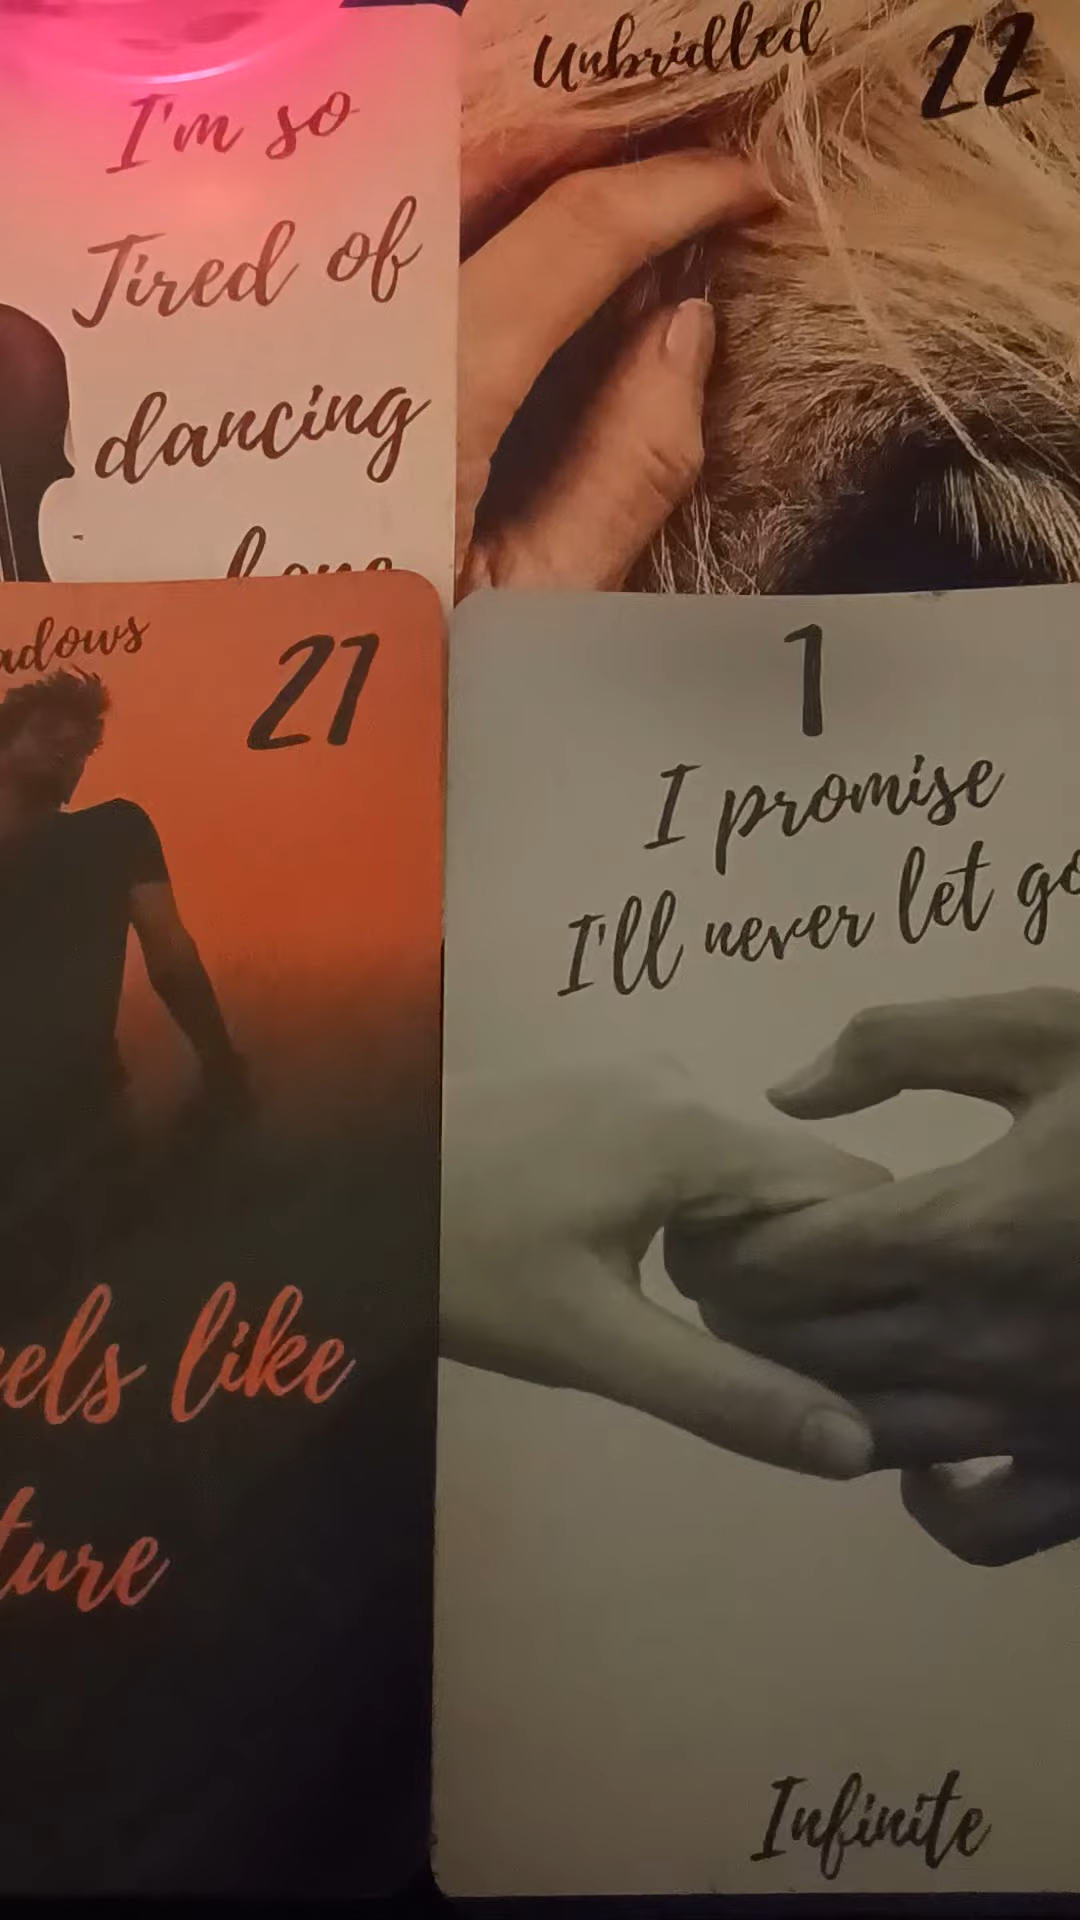 I'm so
Tired of
dancing
Unbridled
22
adows
21
els like
ture
1
I promise
I'll never let go
Infinite